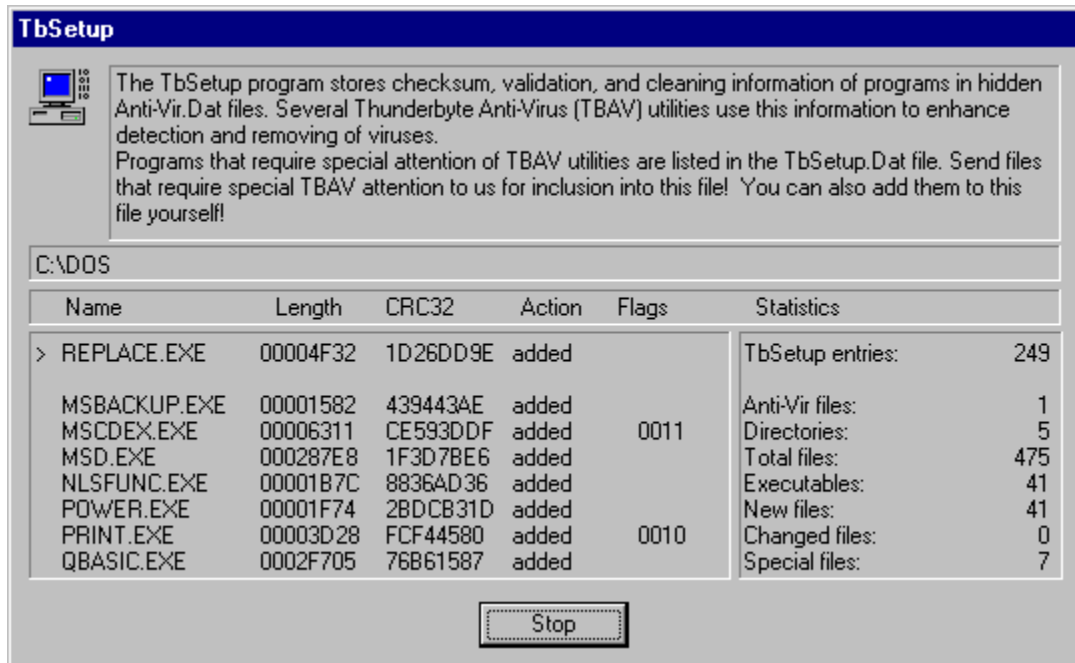 TbSetup
The TbSetup program stores checksum, validation, and cleaning information of programs in hidden
Anti-Vir.Dat files. Several Thunderbyte Anti-Virus (TBAV) utilities use this information to enhance
detection and removing of viruses.
Programs that require special attention of TBAV utilities are listed in the TbSetup.Dat file. Send files
that require special TBAV attention to us for inclusion into this file!  You can also add them to this
file yourself!
C:\DOS
Name Length CRC32 Action Flags Statistics
> REPLACE.EXE 00004F32 1D26DD9E added TbSetup entries: 249
MSBACKUP.EXE 00001582 439443AE added Anti-Vir files: 1
MSCDEX.EXE 00006311 CE593DDF added 0011 Directories: 5
MSD.EXE 000287E8 1F3D7BE6 added Total files: 475
NLSFUNC.EXE 00001B7C 8836AD36 added Executables: 41
POWER.EXE 00001F74 2BDCB31D added New files: 41
PRINT.EXE 00003D28 FCF44580 added 0010 Changed files: 0
QBASIC.EXE 0002F705 76B61587 added Special files: 7
Stop